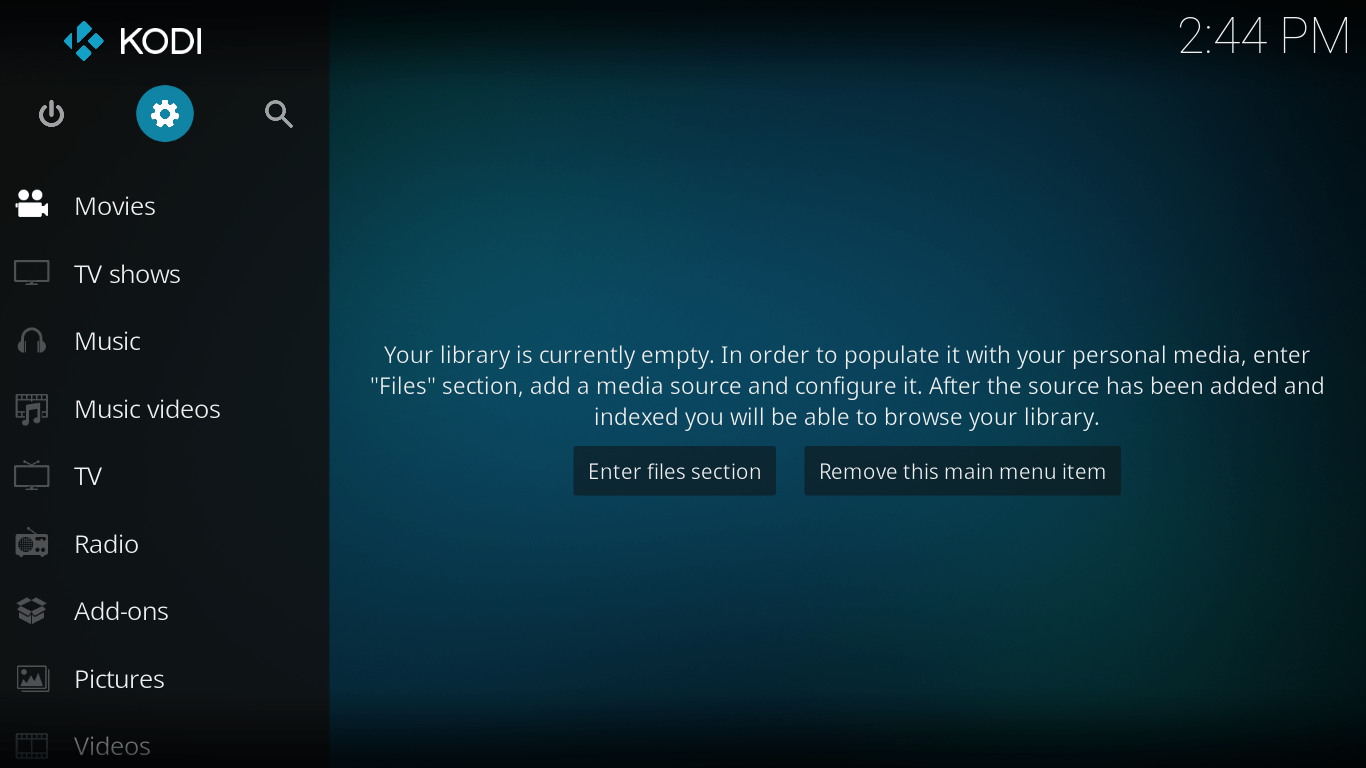 KODI
2:44 PM
Movies
TV shows
Music
Music videos
TV
Radio
Add-ons
Pictures
Videos
Your library is currently empty. In order to populate it with your personal media, enter
"Files" section, add a media source and configure it. After the source has been added and
indexed you will be able to browse your library.
Enter files section
Remove this main menu item